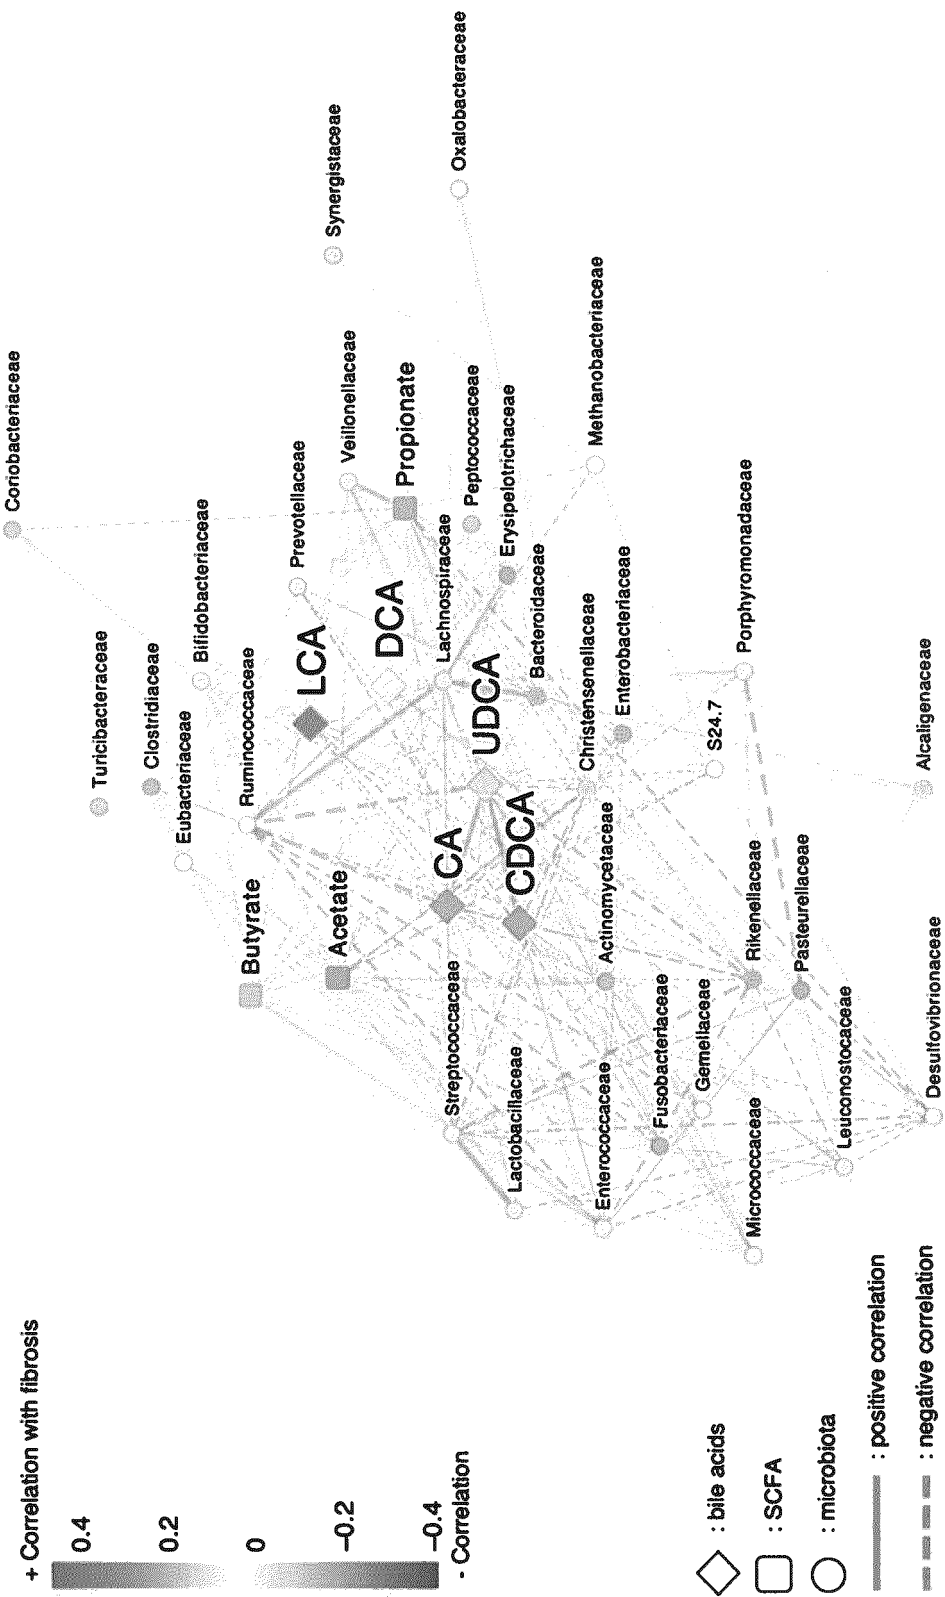 + Correlation with fibrosis
0.4
0.2
0
-0.2
-0.4
- Correlation
: bile acids
: SCFA
: microbiota
: positive correlation
: negative correlation
Coriobacteriaceae
Turicibacteraceae
Clostridiaceae
Eubacteriaceae
Bifidobacteriaceae
Ruminococcaceae
Butyrate
Prevotellaceae
LCA
Synergistaceae
Acetate
Veillonellaceae
DCA
Propionate
Lachnospiraceae
CA
Streptococcaceae
Oxalobacteraceae
Peptococcaceae
UDCA
Erysipelotrichaceae
Lactobacillaceae
CDCA
Bacteroidaceae
Christensenellaceae
Methanobacteriaceae
Enterococcaceae
Actinomycetaceae
Enterobacteriaceae
Fusobacteriaceae
Gemellaceae
S24.7
Porphyromonadaceae
Micrococcaceae
Rikenellaceae
Pasteurellaceae
Leuconostocaceae
Alcaligenaceae
Desulfovibrionaceae